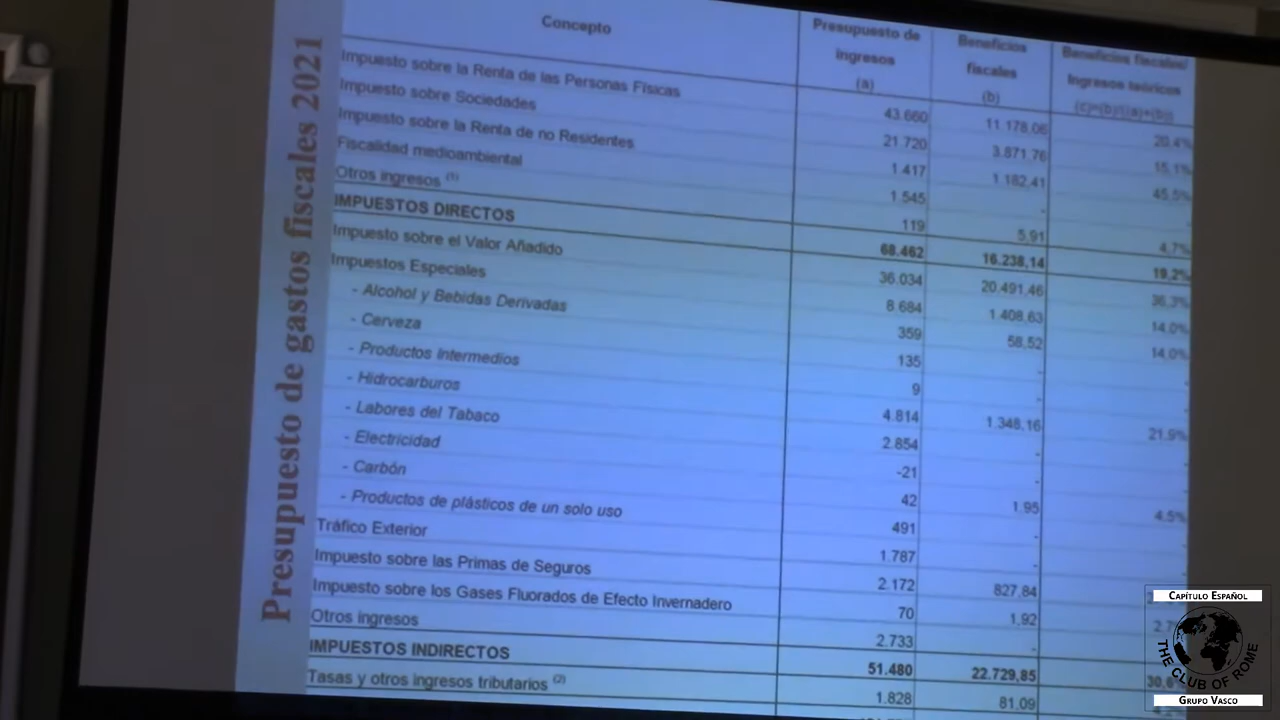 Presupuesto de gastos fiscales 2021
Concepto Presupuesto de ingresos (a) Beneficios fiscales (b) Beneficios fiscales/ Ingresos teóricos (c)=(b)/[(a)+(b)]
Impuesto sobre la Renta de las Personas Físicas 43.660 11.178,06 20,4%
Impuesto sobre Sociedades 21.720 3.871,76 15,1%
Impuesto sobre la Renta de no Residentes 1.417 1.182,41 45,5%
Fiscalidad medioambiental 1.545 - -
Otros ingresos (1) 119 5,91 4,7%
IMPUESTOS DIRECTOS 68.462 16.238,14 19,2%
Impuesto sobre el Valor Añadido 36.034 20.491,46 36,3%
Impuestos Especiales 8.684 1.408,63 14,0%
- Alcohol y Bebidas Derivadas 359 58,52 14,0%
- Cerveza 135 - -
- Productos Intermedios 9 - -
- Hidrocarburos 4.814 1.348,16 21,9%
- Labores del Tabaco 2.854 - -
- Electricidad -21 - -
- Carbón 42 1,95 4,5%
- Productos de plásticos de un solo uso 491 - -
Tráfico Exterior 1.787 - -
Impuesto sobre las Primas de Seguros 2.172 827,84
Impuesto sobre los Gases Fluorados de Efecto Invernadero 70 1,92
Otros ingresos 2.733 -
IMPUESTOS INDIRECTOS 51.480 22.729,85
Tasas y otros ingresos tributarios (2) 1.828 81,09
CAPÍTULO ESPAÑOL
THE CLUB OF ROME
GRUPO VASCO